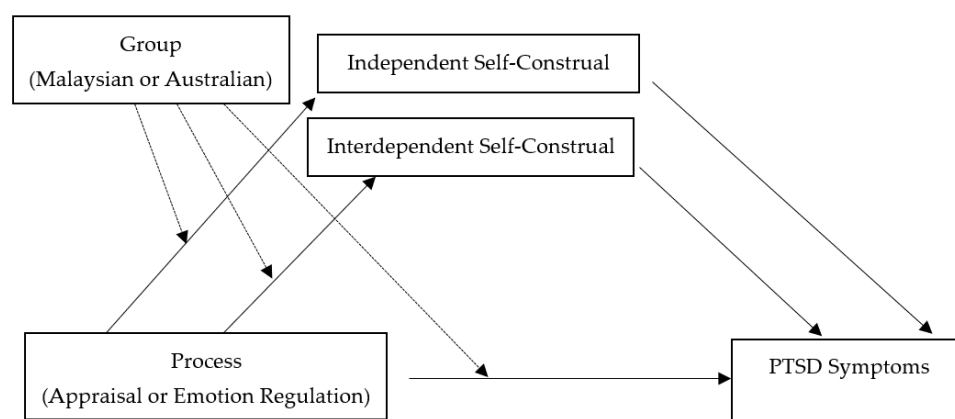 Group
(Malaysian or Australian)
Independent Self-Construal
Interdependent Self-Construal
Process
(Appraisal or Emotion Regulation)
PTSD Symptoms